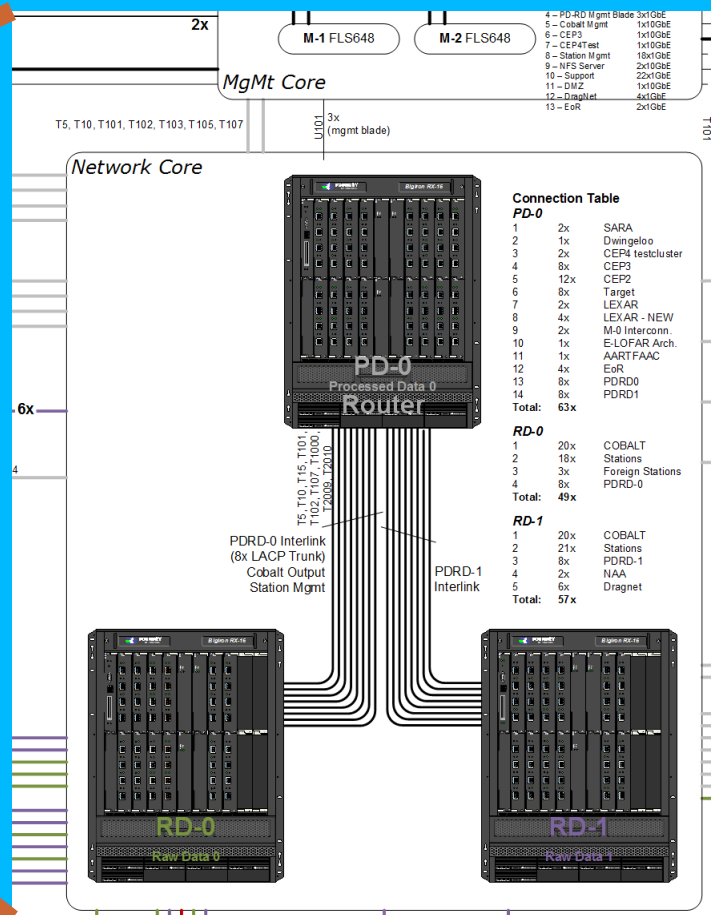 2x
M-1 FLS648
M-2 FLS648
4 – PD-RD Mgmt Blade 3x1GbE
5 – Cobalt Mgmt 1x10GbE
6 – CEP3 1x10GbE
7 – CEP4Test 1x10GbE
8 – Station Mgmt 18x1GbE
9 – NFS Server 2x10GbE
10 – Support 22x1GbE
11 – DMZ 1x10GbE
12 – DragNet 4x1GbE
13 – EoR 2x1GbE
MgMt Core
T5, T10, T101, T102, T103, T105, T107
U101
3x
(mgmt blade)
T101
Network Core
BigIron RX-16
PD-0
Processed Data 0
Router
Connection Table
PD-0
1 2x SARA
2 1x Dwingeloo
3 2x CEP4 testcluster
4 8x CEP3
5 12x CEP2
6 8x Target
7 2x LEXAR
8 4x LEXAR - NEW
9 2x M-0 Interconn.
10 1x E-LOFAR Arch.
11 1x AARTFAAC
12 4x EoR
13 8x PDRD0
14 8x PDRD1
Total: 63x
RD-0
1 20x COBALT
2 18x Stations
3 3x Foreign Stations
4 8x PDRD-0
Total: 49x
RD-1
1 20x COBALT
2 21x Stations
3 8x PDRD-1
4 2x NAA
5 6x Dragnet
Total: 57x
6x
4
T5, T10, T15, T101,
T102, T107, T1000,
T2009, T2010
PDRD-0 Interlink
(8x LACP Trunk)
Cobalt Output
Station Mgmt
PDRD-1
Interlink
BigIron RX-16
RD-0
Raw Data 0
BigIron RX-16
RD-1
Raw Data 1